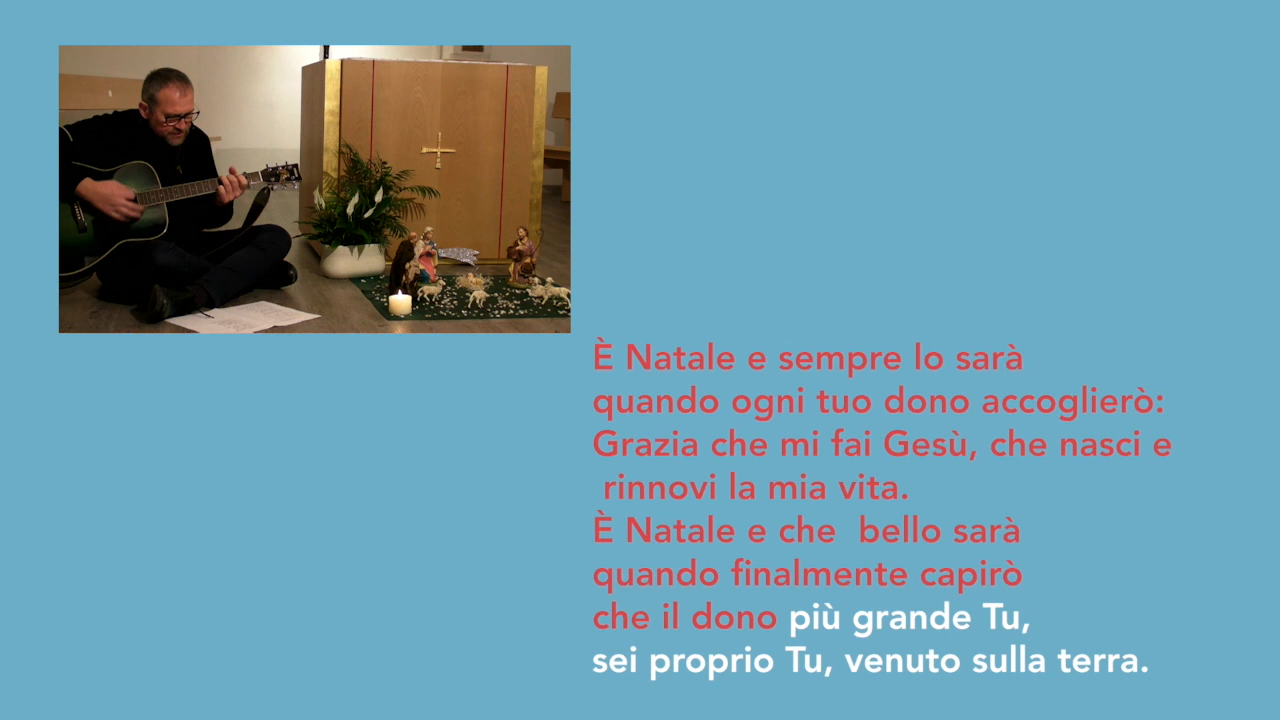 È Natale e sempre lo sarà
quando ogni tuo dono accoglierò:
Grazia che mi fai Gesù, che nasci e
rinnovi la mia vita.
È Natale e che  bello sarà
quando finalmente capirò
che il dono più grande Tu,
sei proprio Tu, venuto sulla terra.